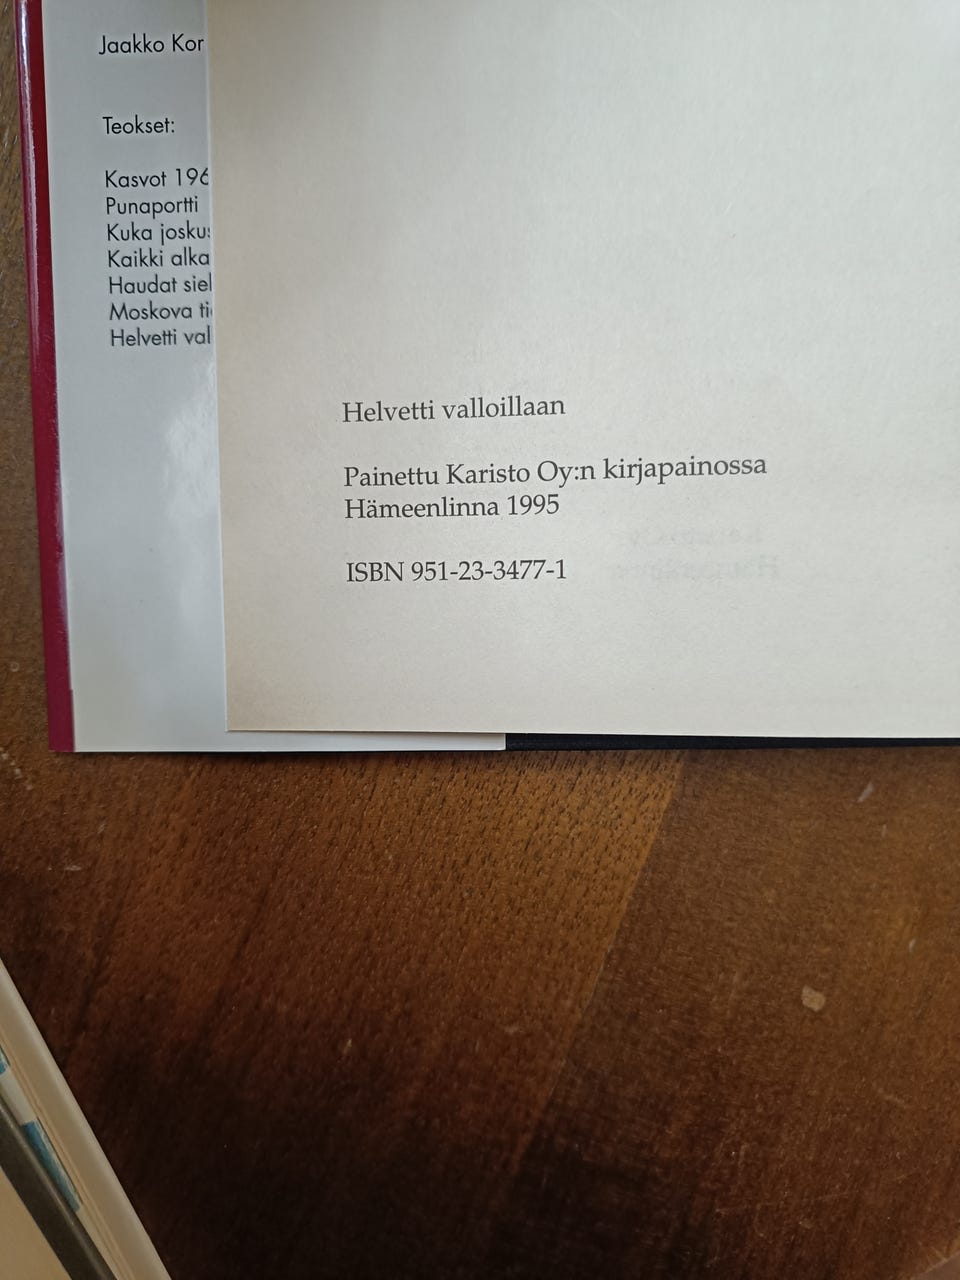 Jaakko Kor
Teokset:
Kasvot 196
Punaportti
Kuka josku
Kaikki alka
Haudat siel
Moskova ti
Helvetti val
Helvetti valloillaan
Painettu Karisto Oy:n kirjapainossa
Hämeenlinna 1995
ISBN 951-23-3477-1